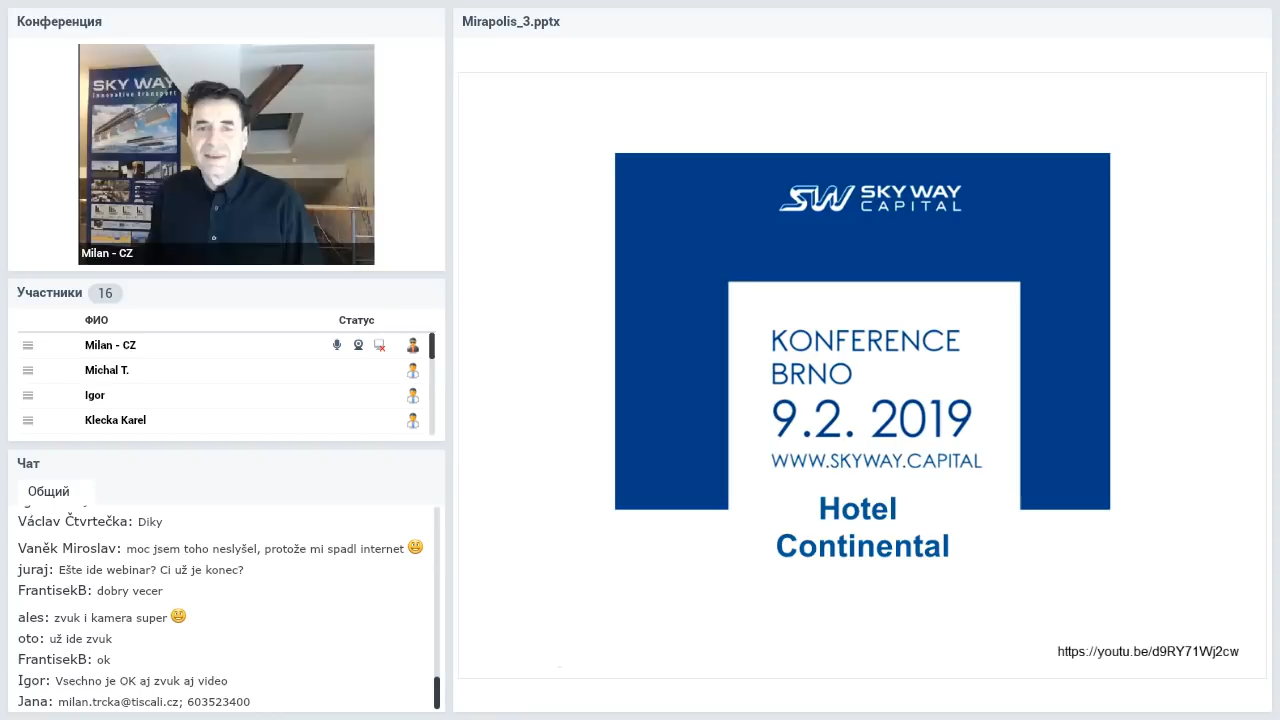 Конференция
SKY WAY
innovative transport
Milan - CZ
Участники 16
ФИО Статус
Milan - CZ
Michal T.
Igor
Klecka Karel
Чат
Общий
Václav Čtvrtečka: Díky
Vaněk Miroslav: moc jsem toho neslyšel, protože mi spadl internet
juraj: Ešte ide webinar? Ci už je konec?
FrantisekB: dobry vecer
ales: zvuk i kamera super
oto: už ide zvuk
FrantisekB: ok
Igor: Vsechno je OK aj zvuk aj video
Jana: milan.trcka@tiscali.cz; 603523400
Mirapolis_3.pptx
SW SKY WAY
CAPITAL
KONFERENCE
BRNO
9.2. 2019
WWW.SKYWAY.CAPITAL
Hotel
Continental
https://youtu.be/d9RY71Wj2cw